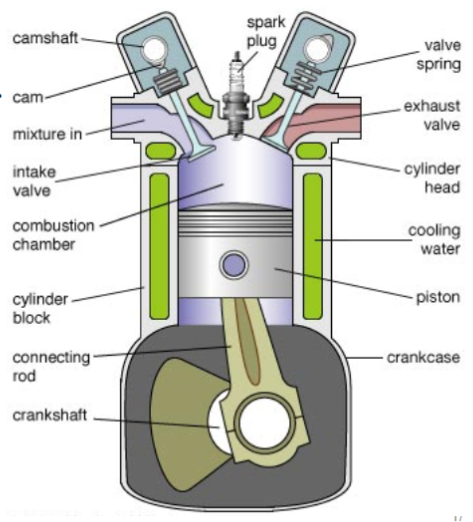 camshaft
cam
mixture in
intake
valve
combustion
chamber
cylinder
block
connecting
rod
crankshaft
spark
plug
valve
spring
exhaust
valve
cylinder
head
cooling
water
piston
crankcase